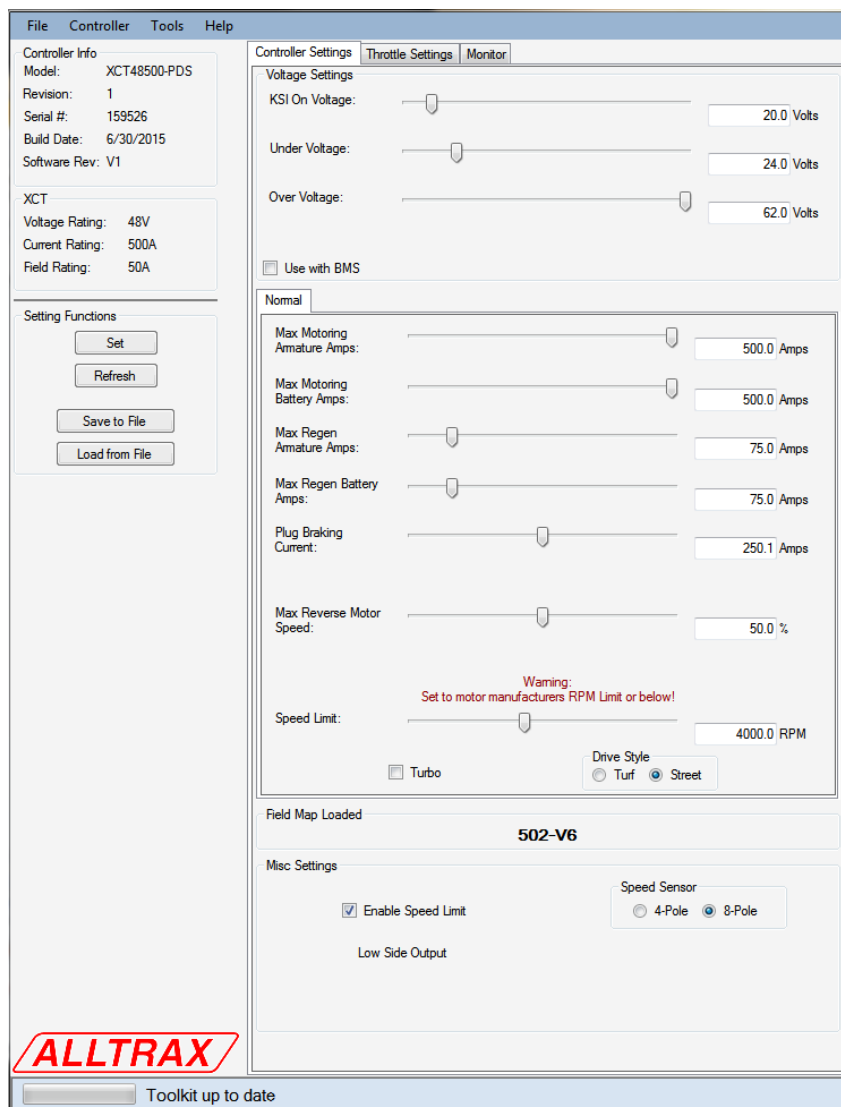 File Controller Tools Help
Controller Info
Model: XCT48500-PDS
Revision: 1
Serial #: 159526
Build Date: 6/30/2015
Software Rev: V1
XCT
Voltage Rating: 48V
Current Rating: 500A
Field Rating: 50A
Setting Functions
Set
Refresh
Save to File
Load from File
Controller Settings Throttle Settings Monitor
Voltage Settings
KSI On Voltage: 20.0 Volts
Under Voltage: 24.0 Volts
Over Voltage: 62.0 Volts
Use with BMS
Normal
Max Motoring
Armature Amps: 500.0 Amps
Max Motoring
Battery Amps: 500.0 Amps
Max Regen
Armature Amps: 75.0 Amps
Max Regen Battery
Amps: 75.0 Amps
Plug Braking
Current: 250.1 Amps
Max Reverse Motor
Speed: 50.0 %
Warning:
Set to motor manufacturers RPM Limit or below!
Speed Limit: 4000.0 RPM
Turbo
Drive Style
Turf Street
Field Map Loaded
502-V6
Misc Settings
Enable Speed Limit
Speed Sensor
4-Pole 8-Pole
Low Side Output
ALLTRAX
Toolkit up to date